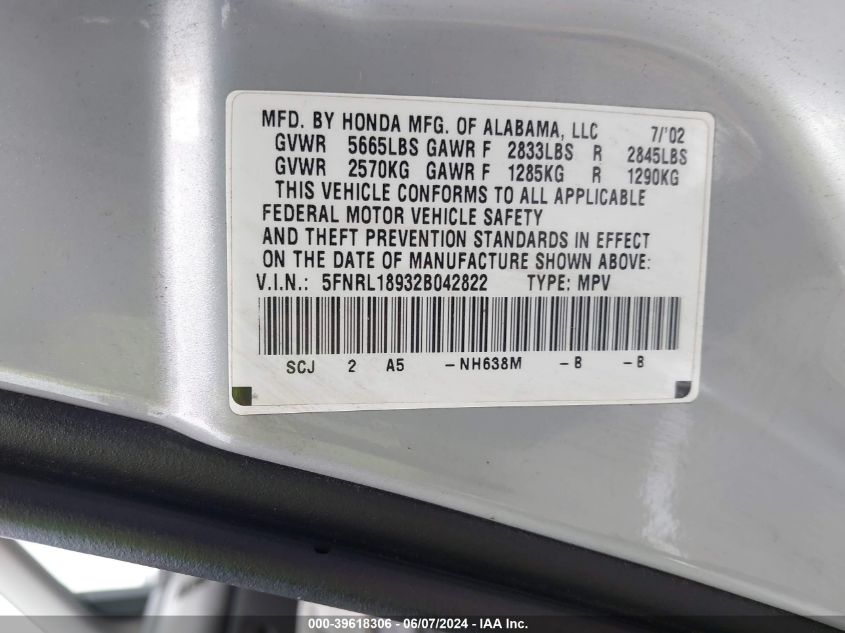 MFD. BY HONDA MFG. OF ALABAMA, LLC 7/'02
GVWR 5665LBS GAWR F 2833LBS R 2845LBS
GVWR 2570KG GAWR F 1285KG R 1290KG
THIS VEHICLE CONFORMS TO ALL APPLICABLE
FEDERAL MOTOR VEHICLE SAFETY
AND THEFT PREVENTION STANDARDS IN EFFECT
ON THE DATE OF MANUFACTURE SHOWN ABOVE:
V.I.N.: 5FNRL18932B042822 TYPE: MPV
SCJ 2 A5 -NH638M -B -B
000-39618306 - 06/07/2024 - IAA Inc.